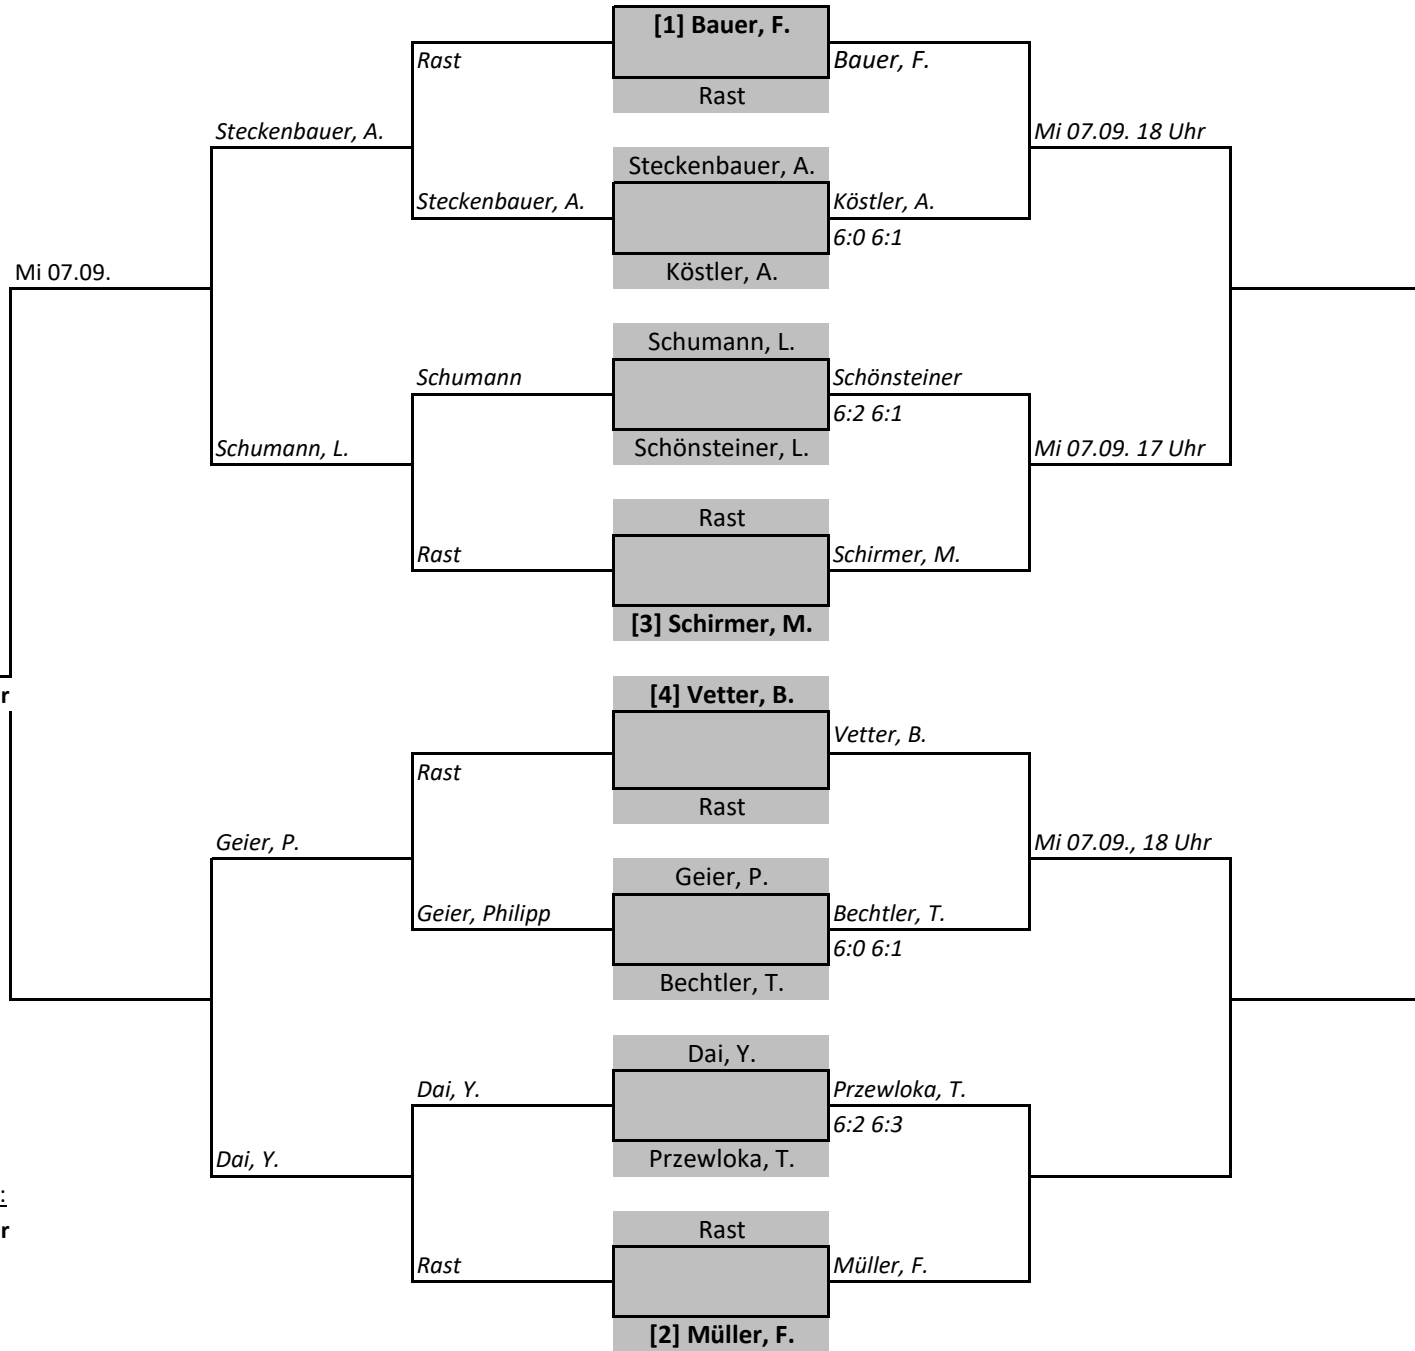 [1] Bauer, F.
Rast
Bauer, F.
Rast
Steckenbauer, A.
Mi 07.09. 18 Uhr
Steckenbauer, A.
Steckenbauer, A.
Köstler, A.
6:0 6:1
Mi 07.09.
Köstler, A.
Schumann, L.
Schumann
Schönsteiner
6:2 6:1
Schumann, L.
Schönsteiner, L.
Mi 07.09. 17 Uhr
Rast
Rast
Schirmer, M.
[3] Schirmer, M.
r
[4] Vetter, B.
Vetter, B.
Rast
Rast
Geier, P.
Mi 07.09., 18 Uhr
Geier, P.
Geier, Philipp
Bechtler, T.
6:0 6:1
Bechtler, T.
Dai, Y.
Dai, Y.
Przewloka, T.
6:2 6:3
Dai, Y.
Przewloka, T.
:
r
Rast
Rast
Müller, F.
[2] Müller, F.